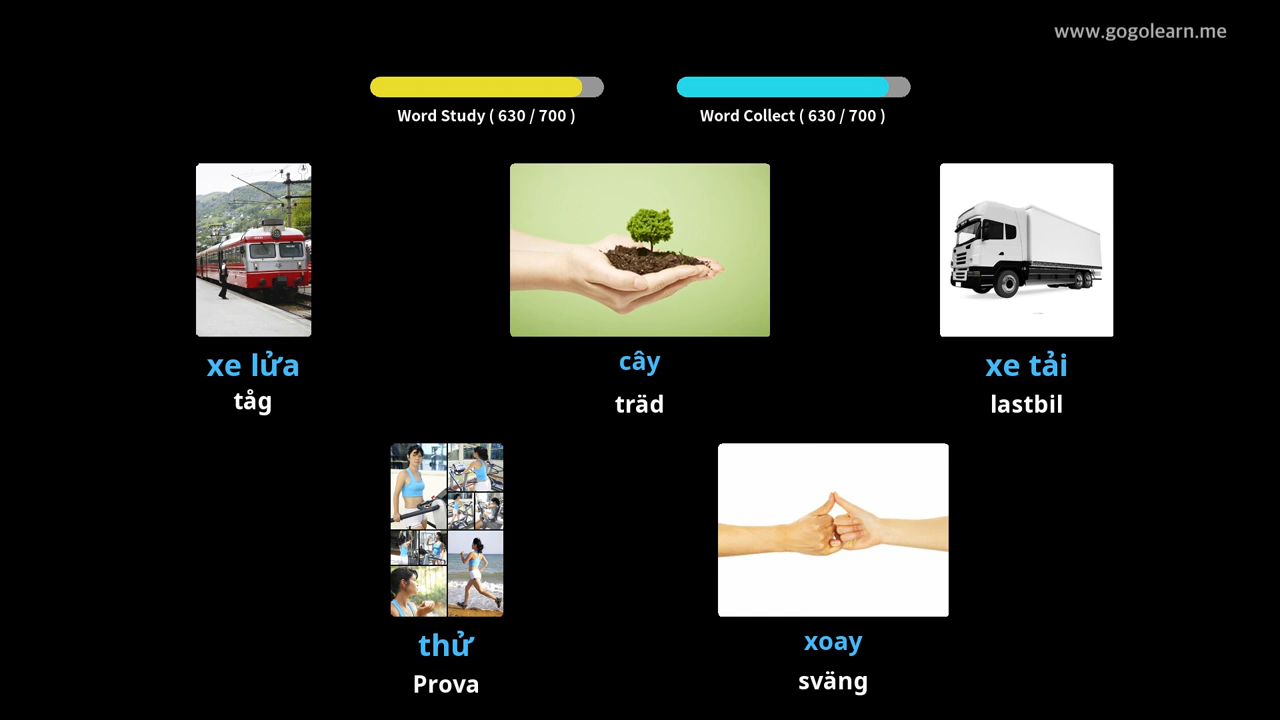 www.gogolearn.me
Word Study ( 630 / 700 )
Word Collect ( 630 / 700 )
xe lửa
tåg
cây
träd
xe tải
lastbil
thử
Prova
xoay
sväng